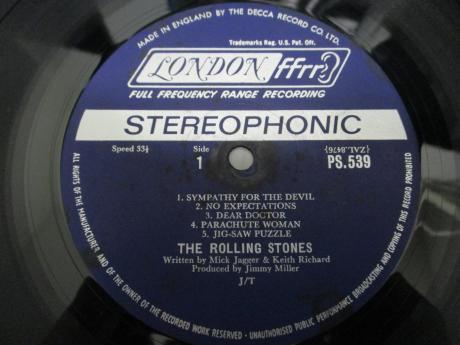 MADE IN ENGLAND BY THE DECCA RECORD CO. LTD.
Trademarks Reg. U.S. Pat. Off.
LONDON ffrr
FULL FREQUENCY RANGE RECORDING
STEREOPHONIC
Speed 33⅓
Side
1
(ZAL.8476)
PS.539
1. SYMPATHY FOR THE DEVIL
2. NO EXPECTATIONS
3. DEAR DOCTOR
4. PARACHUTE WOMAN
5. JIG-SAW PUZZLE
THE ROLLING STONES
Written by Mick Jagger & Keith Richard
Produced by Jimmy Miller
J/T
ALL RIGHTS OF THE MANUFACTURER AND OF THE OWNER OF THE RECORDED WORK RESERVED · UNAUTHORISED PUBLIC PERFORMANCE BROADCASTING AND COPYING OF THIS RECORD PROHIBITED